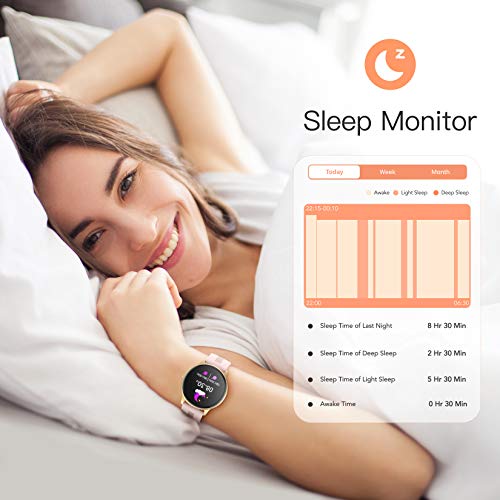 z
Sleep Monitor
Today Week Month
Awake Light Sleep Deep Sleep
22:15-00:10
22:00 06:30
Sleep Time of Last Night 8 Hr 30 Min
Sleep Time of Deep Sleep 2 Hr 30 Min
Sleep Time of Light Sleep 5 Hr 30 Min
Awake Time 0 Hr 30 Min
08:30